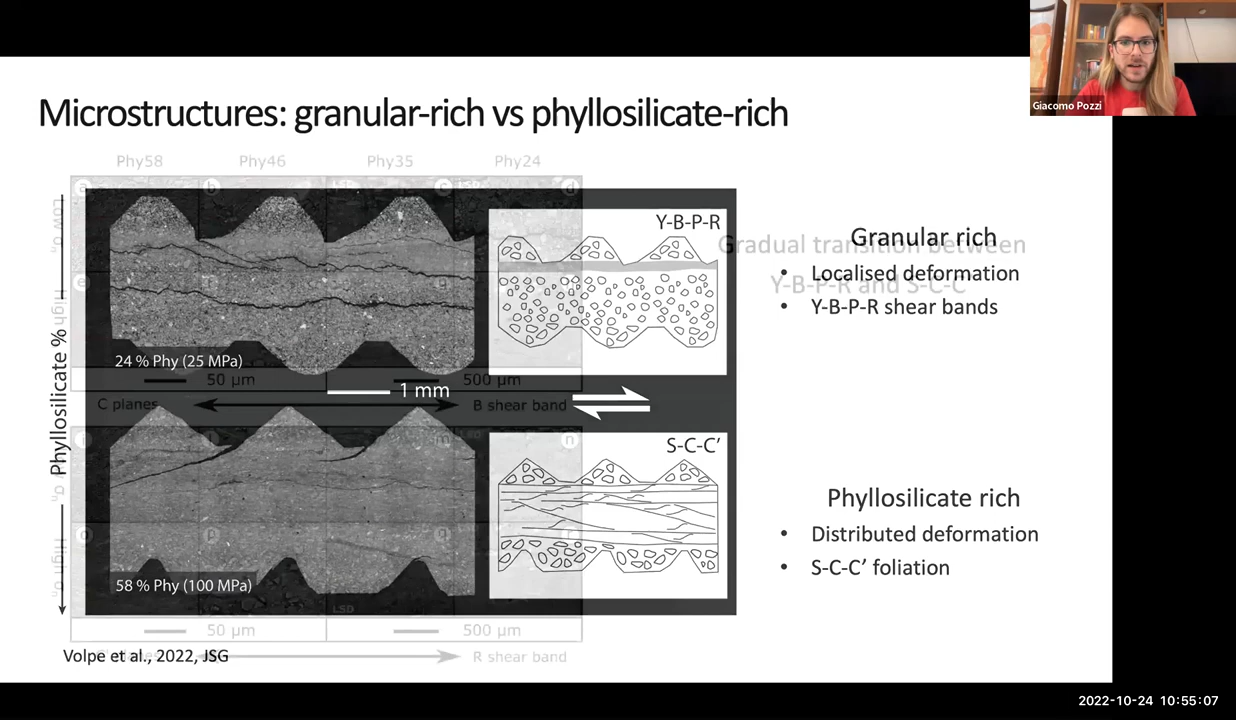 Giacomo Pozzi
Microstructures: granular-rich vs phyllosilicate-rich
Phy58 Phy46 Phy35 Phy24
Phyllosilicate %
Y-B-P-R
24 % Phy (25 MPa)
50 µm 500 µm
1 mm
C planes B shear band
S-C-C’
58 % Phy (100 MPa)
LSD
50 µm 500 µm
R shear band
Volpe et al., 2022, JSG
Gradual transition between
Y-B-P-R and S-C-C’
Granular rich
• Localised deformation
• Y-B-P-R shear bands
Phyllosilicate rich
• Distributed deformation
• S-C-C’ foliation
2022-10-24 10:55:07